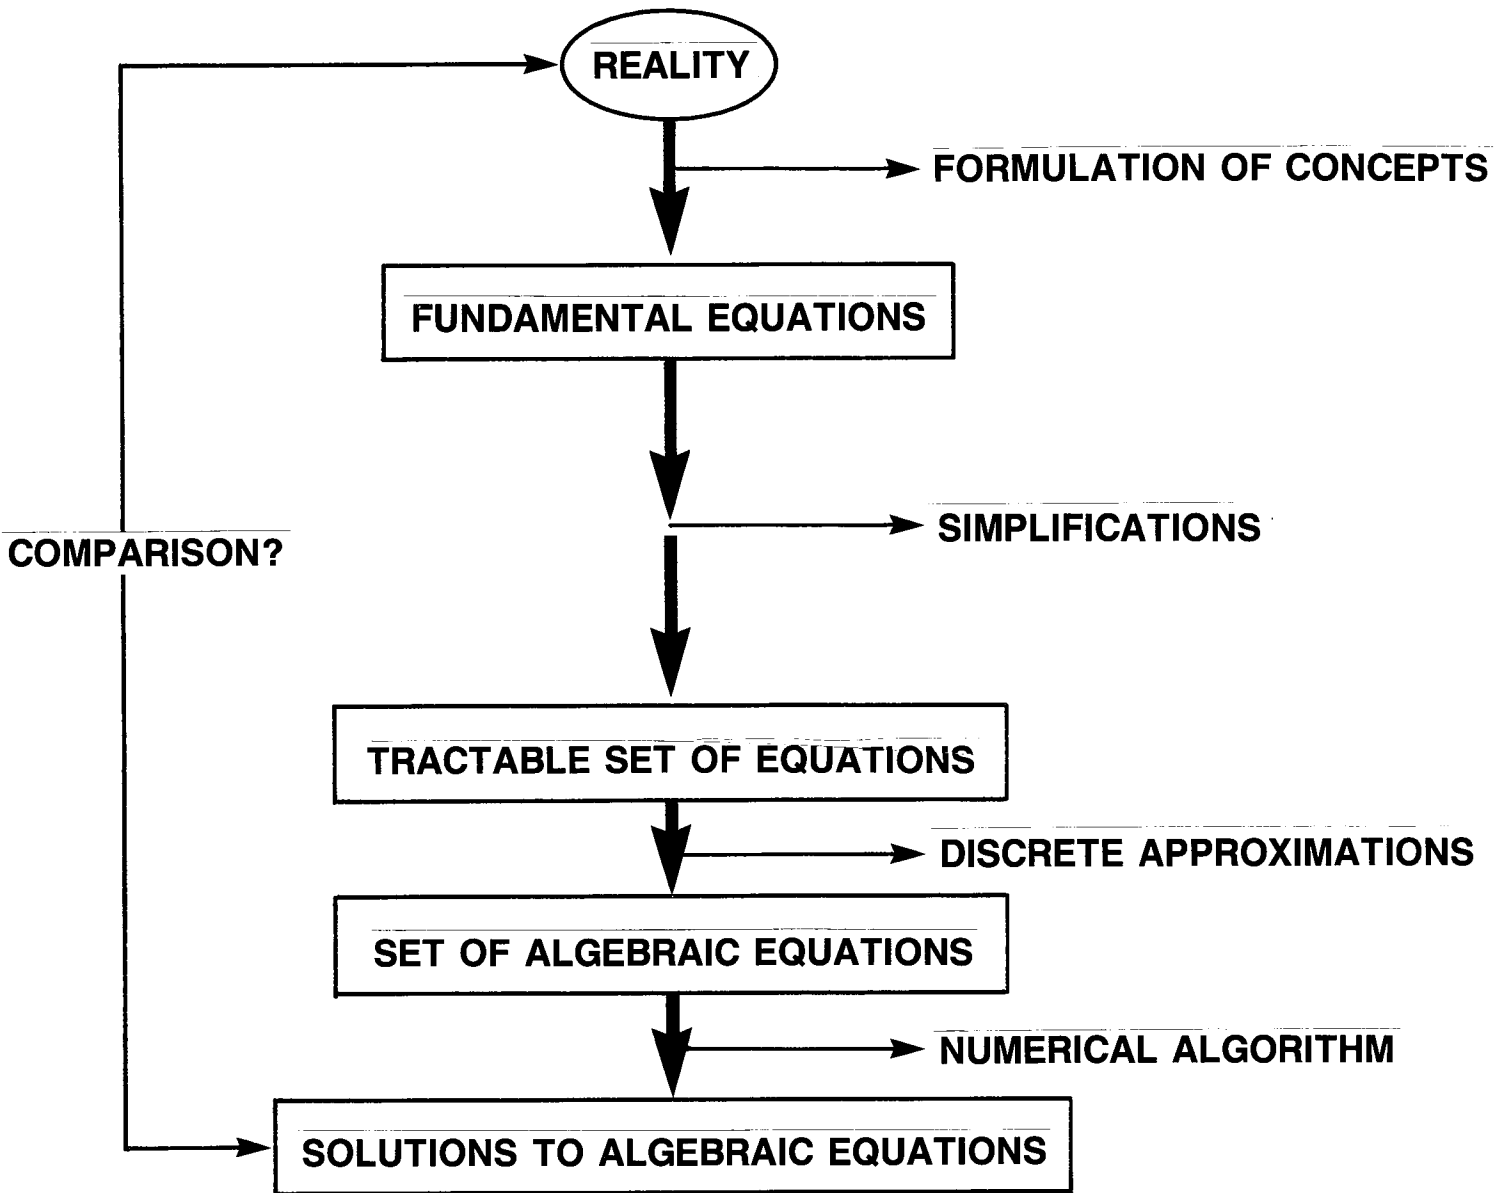 REALITY
FORMULATION OF CONCEPTS
FUNDAMENTAL EQUATIONS
SIMPLIFICATIONS
COMPARISON?
TRACTABLE SET OF EQUATIONS
DISCRETE APPROXIMATIONS
SET OF ALGEBRAIC EQUATIONS
NUMERICAL ALGORITHM
SOLUTIONS TO ALGEBRAIC EQUATIONS